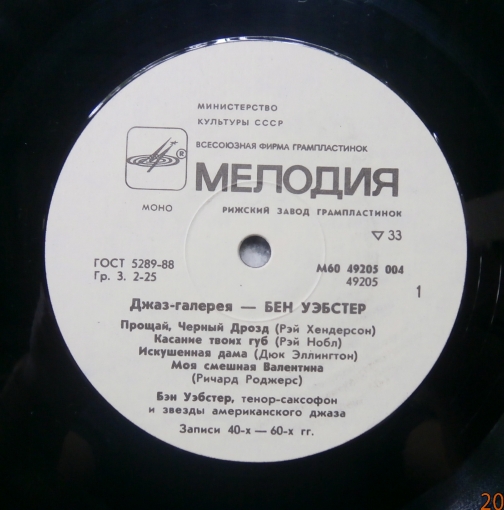 МИНИСТЕРСТВО
КУЛЬТУРЫ СССР
ВСЕСОЮЗНАЯ ФИРМА ГРАМПЛАСТИНОК
® МЕЛОДИЯ
МОНО РИЖСКИЙ ЗАВОД ГРАМПЛАСТИНОК
▽ 33
ГОСТ 5289-88 М60 49205 004
Гр. 3. 2-25 49205
1
Джаз-галерея — БЕН УЭБСТЕР
Прощай, Черный Дрозд (Рэй Хендерсон)
Касание твоих губ (Рэй Нобл)
Искушенная дама (Дюк Эллингтон)
Моя смешная Валентина
(Ричард Роджерс)
Бэн Уэбстер, тенор-саксофон
и звезды американского джаза
Записи 40-х — 60-х гг.
20